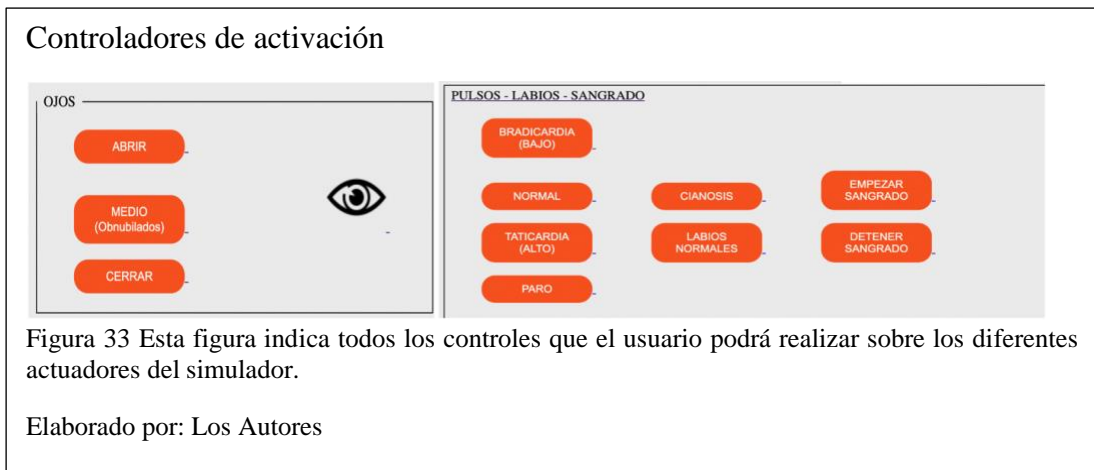 Controladores de activación
OJOS
ABRIR
MEDIO
(Obnubilados)
CERRAR
PULSOS - LABIOS - SANGRADO
BRADICARDIA
(BAJO)
NORMAL
TATICARDIA
(ALTO)
PARO
CIANOSIS
LABIOS
NORMALES
EMPEZAR
SANGRADO
DETENER
SANGRADO
Figura 33 Esta figura indica todos los controles que el usuario podrá realizar sobre los diferentes
actuadores del simulador.
Elaborado por: Los Autores